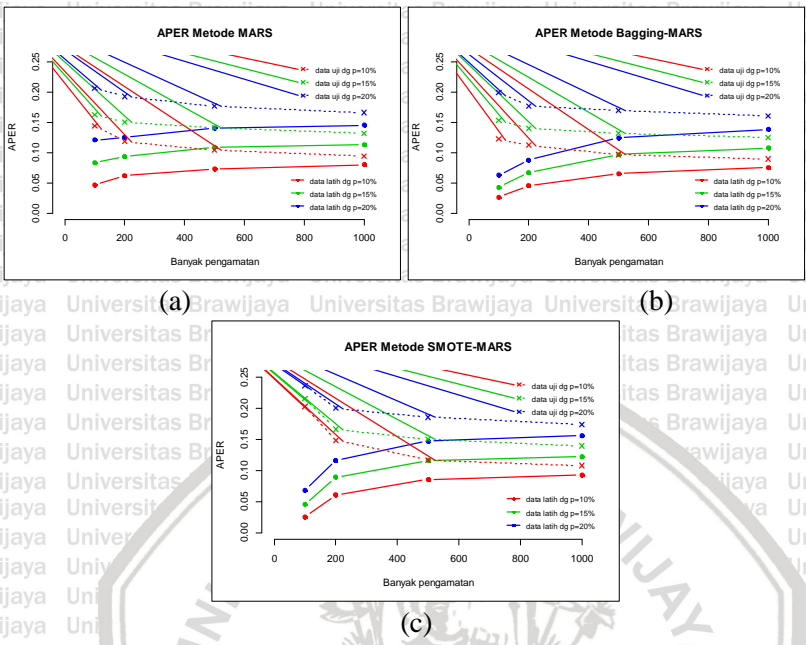 APER Metode MARS
APER
0.00 0.05 0.10 0.15 0.20 0.25
0 200 400 600 800 1000
Banyak pengamatan
data uji dg p=10%
data uji dg p=15%
data uji dg p=20%
data latih dg p=10%
data latih dg p=15%
data latih dg p=20%
APER Metode Bagging-MARS
APER
0.00 0.05 0.10 0.15 0.20 0.25
0 200 400 600 800 1000
Banyak pengamatan
data uji dg p=10%
data uji dg p=15%
data uji dg p=20%
data latih dg p=10%
data latih dg p=15%
data latih dg p=20%
(a) (b)
ijaya Universitas Brawijaya Universitas Brawijaya Universitas Brawijaya
APER Metode SMOTE-MARS
APER
0.00 0.05 0.10 0.15 0.20 0.25
0 200 400 600 800 1000
Banyak pengamatan
data uji dg p=10%
data uji dg p=15%
data uji dg p=20%
data latih dg p=10%
data latih dg p=15%
data latih dg p=20%
(c)